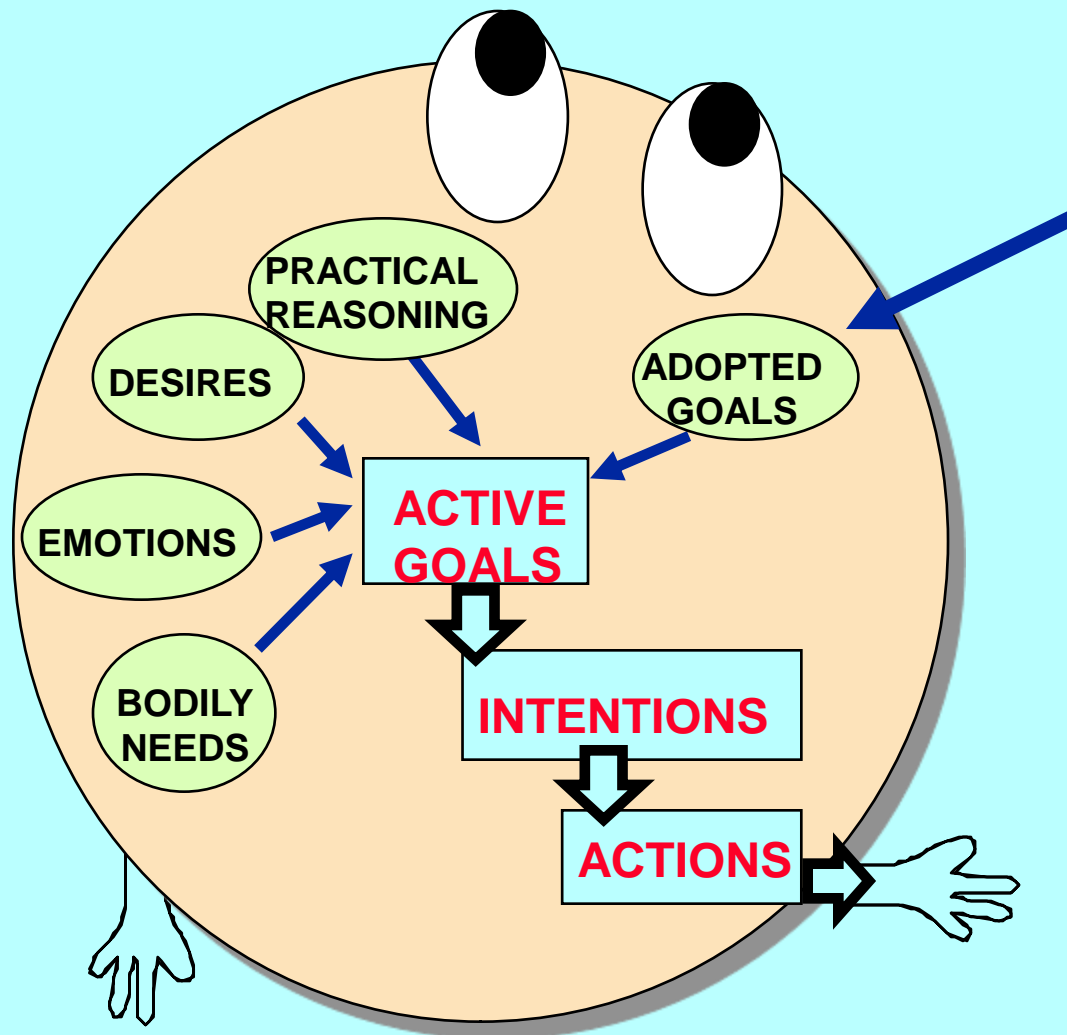 PRACTICAL
REASONING
DESIRES
ADOPTED
GOALS
EMOTIONS
ACTIVE
GOALS
BODILY
NEEDS
INTENTIONS
ACTIONS